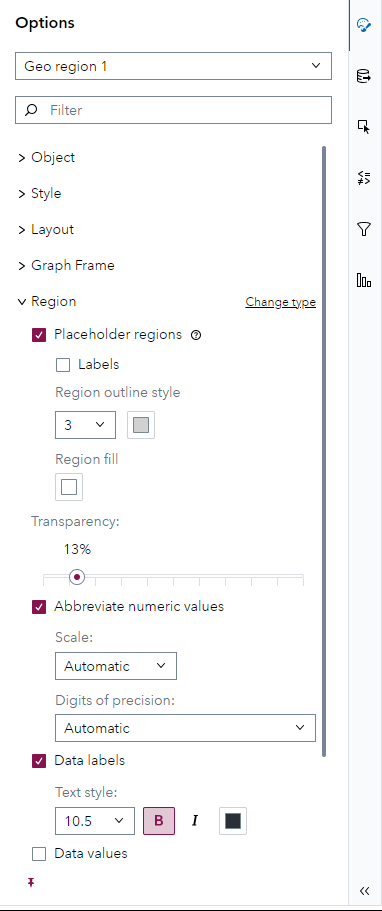 Options
Geo region 1
Filter
Object
Style
Layout
Graph Frame
Region Change type
Placeholder regions
Labels
Region outline style
3
Region fill
Transparency:
13%
Abbreviate numeric values
Scale:
Automatic
Digits of precision:
Automatic
Data labels
Text style:
10.5 B I
Data values